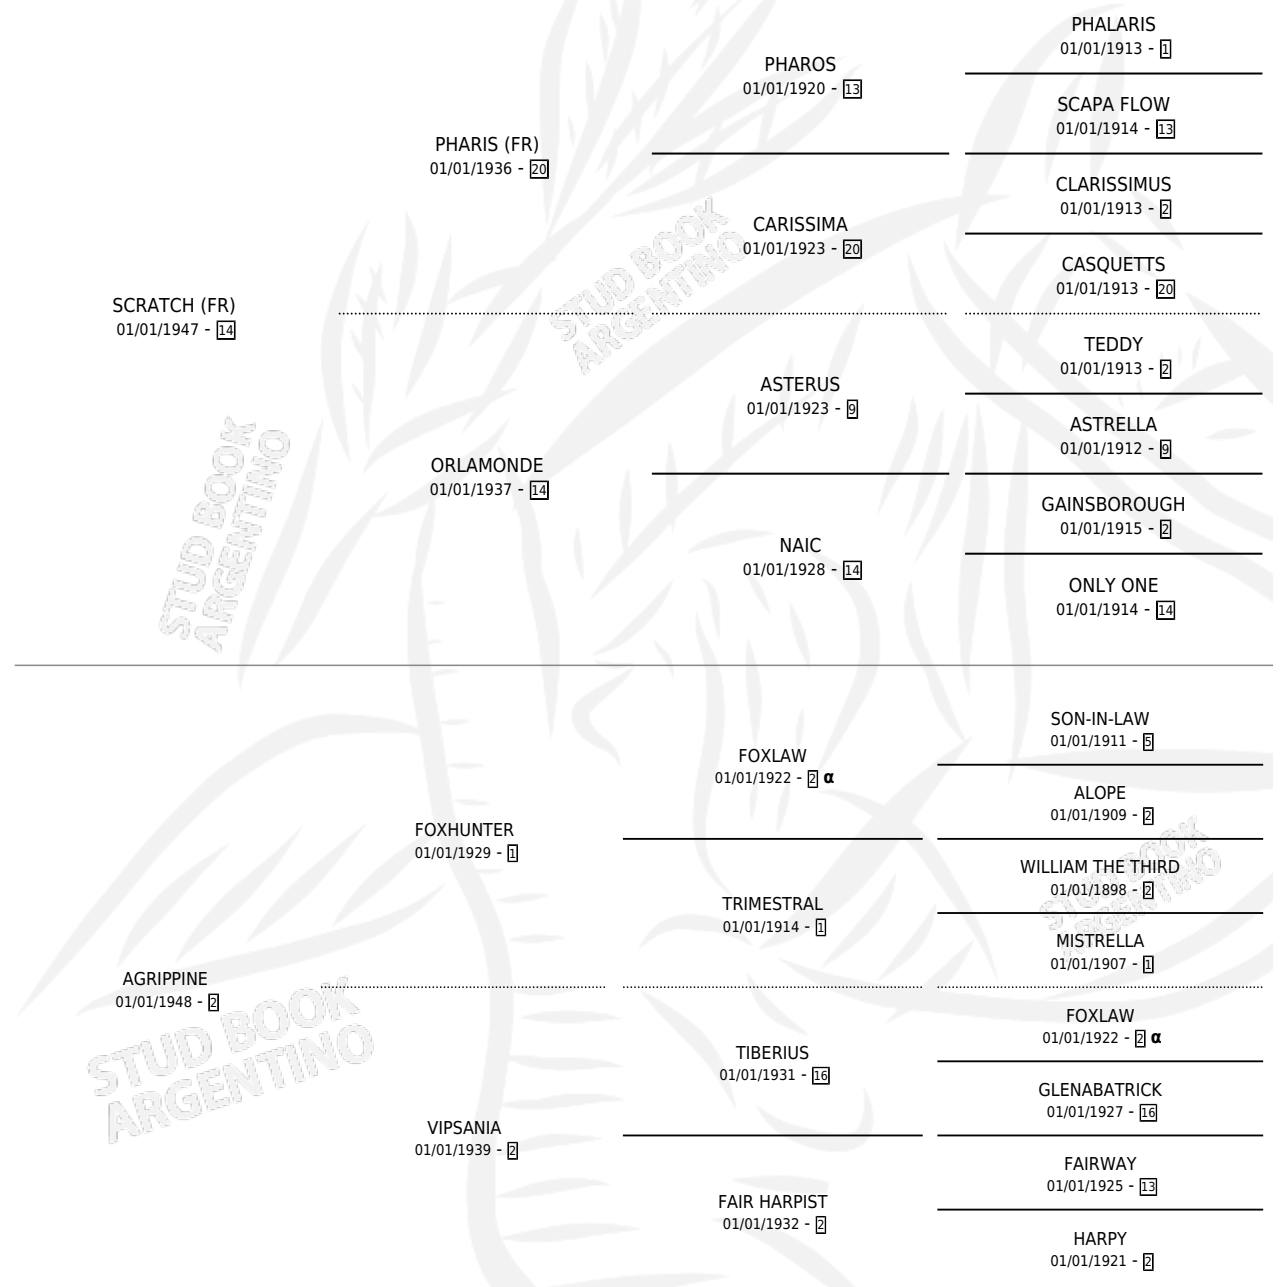 PHALARIS
01/01/1913 - 1
PHAROS
01/01/1920 - 13
SCAPA FLOW
01/01/1914 - 13
PHARIS (FR)
01/01/1936 - 20
CLARISSIMUS
01/01/1913 - 2
CARISSIMA
01/01/1923 - 20
CASQUETTS
01/01/1913 - 20
SCRATCH (FR)
01/01/1947 - 14
TEDDY
01/01/1913 - 2
ASTERUS
01/01/1923 - 9
ASTRELLA
01/01/1912 - 9
ORLAMONDE
01/01/1937 - 14
GAINSBOROUGH
01/01/1915 - 2
NAIC
01/01/1928 - 14
ONLY ONE
01/01/1914 - 14
SON-IN-LAW
01/01/1911 - 5
FOXLAW
01/01/1922 - 2 α
ALOPE
01/01/1909 - 2
FOXHUNTER
01/01/1929 - 1
WILLIAM THE THIRD
01/01/1898 - 2
TRIMESTRAL
01/01/1914 - 1
MISTRELLA
01/01/1907 - 1
AGRIPPINE
01/01/1948 - 2
FOXLAW
01/01/1922 - 2 α
TIBERIUS
01/01/1931 - 16
GLENABATRICK
01/01/1927 - 16
VIPSANIA
01/01/1939 - 2
FAIRWAY
01/01/1925 - 13
FAIR HARPIST
01/01/1932 - 2
HARPY
01/01/1921 - 2
STUD BOOK
ARGENTINO
STUD BOOK
ARGENTINO
STUD BOOK
ARGENTINO
STUD BOOK
ARGENTINO